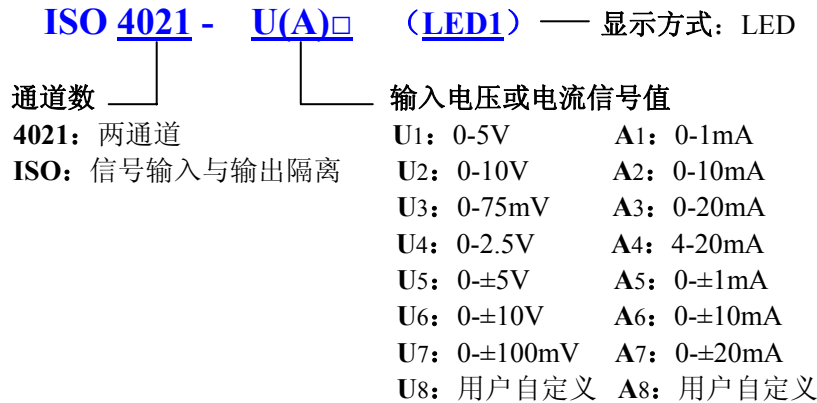 ISO 4021 - U(A)□ （LED1） 显示方式：LED
通道数 输入电压或电流信号值
4021：两通道 U1：0-5V A1：0-1mA
ISO：信号输入与输出隔离 U2：0-10V A2：0-10mA
U3：0-75mV A3：0-20mA
U4：0-2.5V A4：4-20mA
U5：0-±5V A5：0-±1mA
U6：0-±10V A6：0-±10mA
U7：0-±100mV A7：0-±20mA
U8：用户自定义 A8：用户自定义